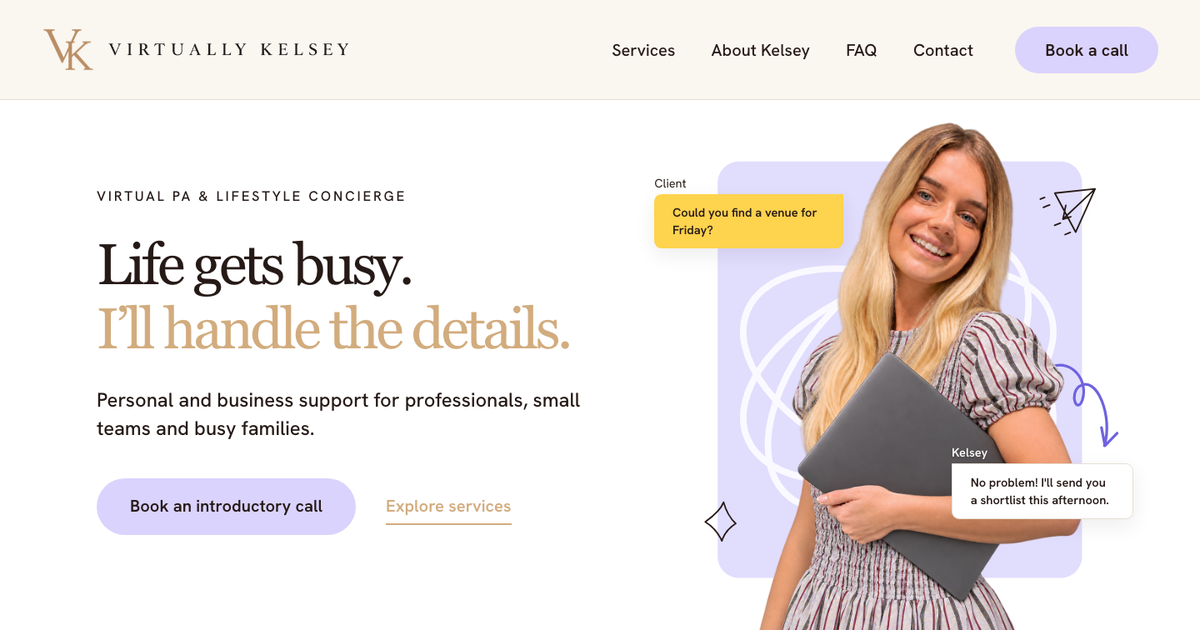 VK VIRTUALLY KELSEY
Services About Kelsey FAQ Contact Book a call
VIRTUAL PA & LIFESTYLE CONCIERGE
Life gets busy.
I’ll handle the details.
Personal and business support for professionals, small
teams and busy families.
Book an introductory call Explore services
Client
Could you find a venue for
Friday?
Kelsey
No problem! I'll send you
a shortlist this afternoon.